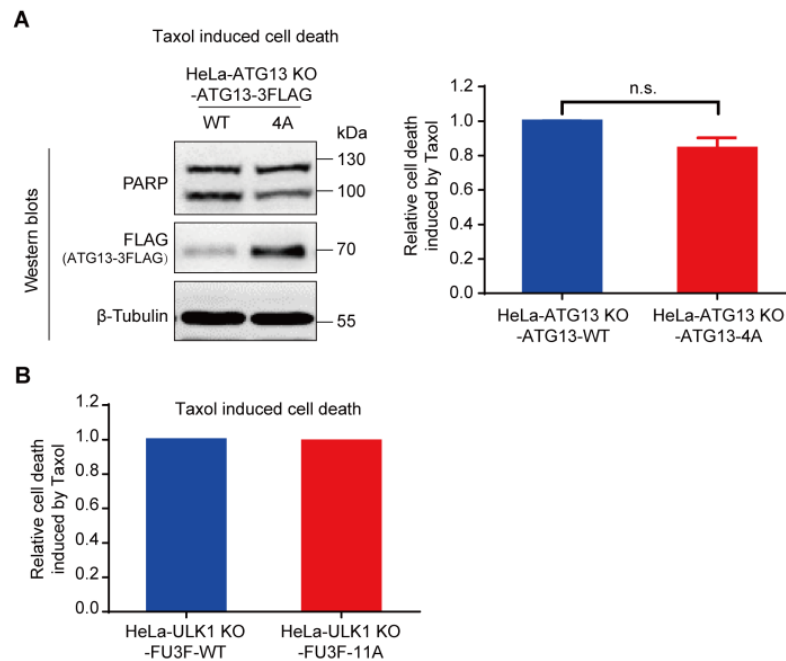 A
Taxol induced cell death
HeLa-ATG13 KO
-ATG13-3FLAG
WT 4A
kDa
Western blots
PARP
130
100
FLAG
(ATG13-3FLAG)
70
β-Tubulin
55
Relative cell death
induced by Taxol
1.2
1.0
0.8
0.6
0.4
0.2
0.0
n.s.
HeLa-ATG13 KO
-ATG13-WT
HeLa-ATG13 KO
-ATG13-4A
B
Taxol induced cell death
Relative cell death
induced by Taxol
1.2
1.0
0.8
0.6
0.4
0.2
0.0
HeLa-ULK1 KO
-FU3F-WT
HeLa-ULK1 KO
-FU3F-11A